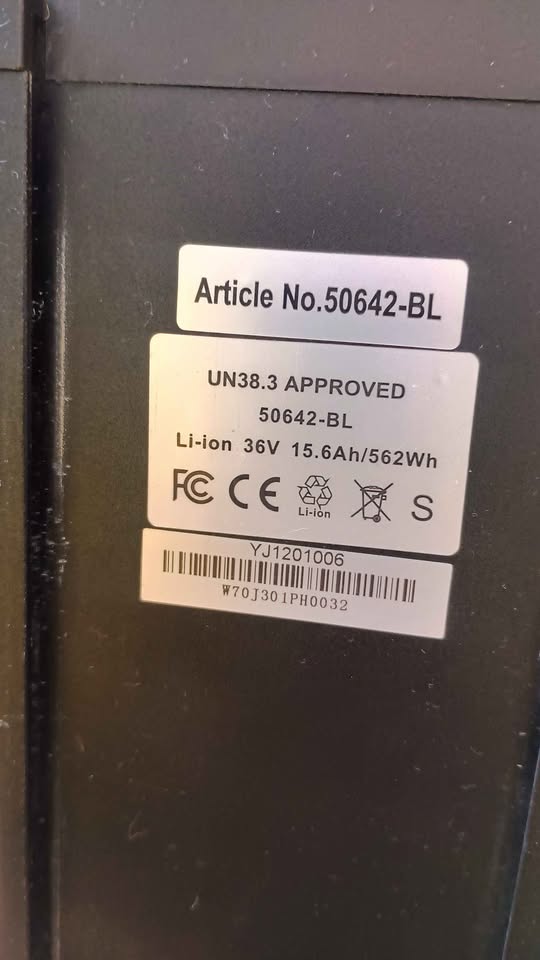 Article No.50642-BL
UN38.3 APPROVED
50642-BL
Li-ion 36V 15.6Ah/562Wh
FC CE Li-ion S
YJ1201006
W70J301PH0032